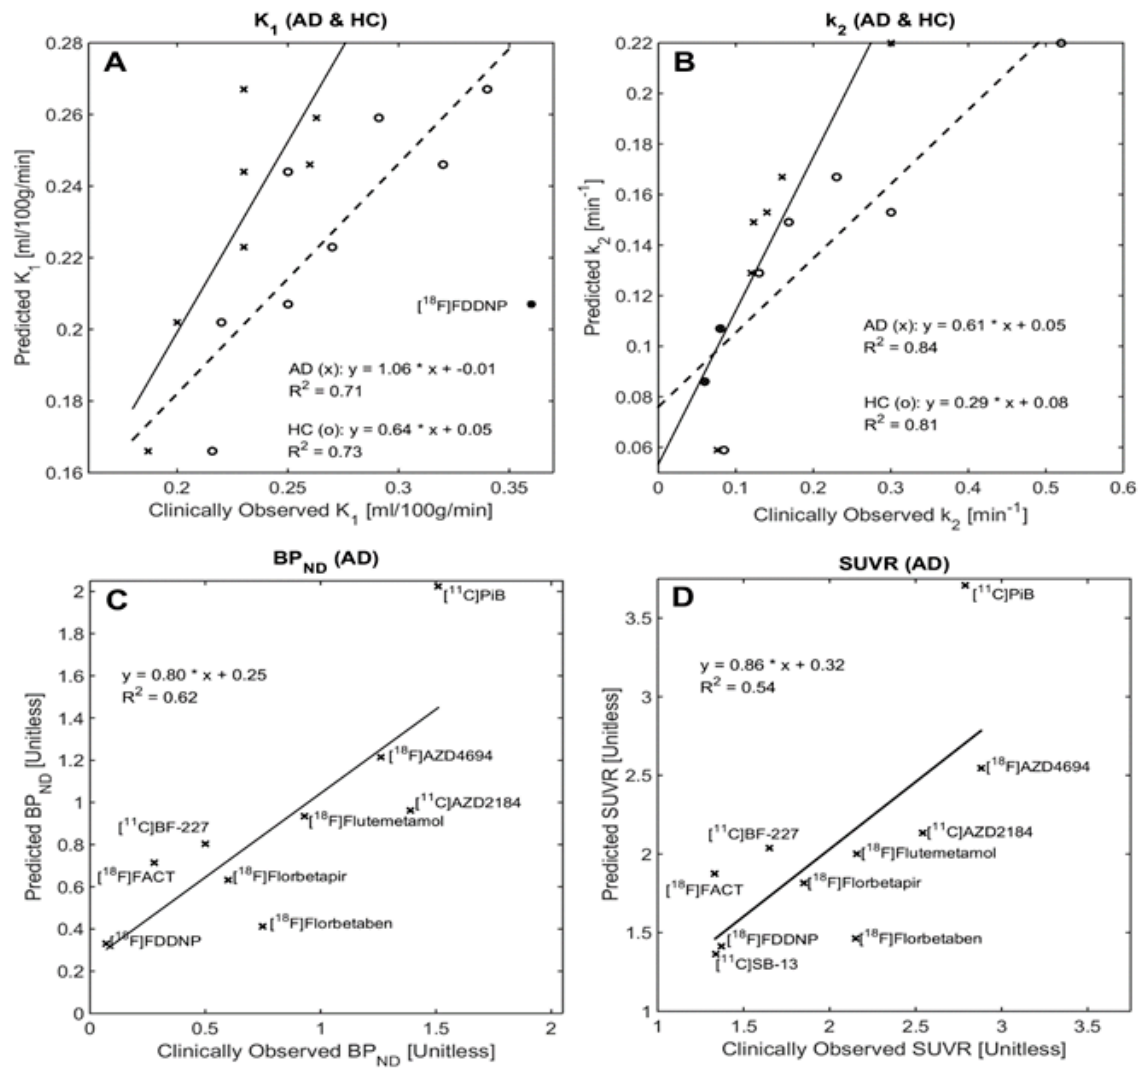 K1 (AD & HC)
A
0.28
0.26
0.24
0.22
0.2
0.18
0.16
Predicted K1 [ml/100g/min]
[18F]FDDNP
AD (x): y = 1.06 * x + -0.01
R2 = 0.71
HC (o): y = 0.64 * x + 0.05
R2 = 0.73
0.2 0.25 0.3 0.35
Clinically Observed K1 [ml/100g/min]
k2 (AD & HC)
B
0.22
0.2
0.18
0.16
0.14
0.12
0.1
0.08
0.06
Predicted k2 [min-1]
AD (x): y = 0.61 * x + 0.05
R2 = 0.84
HC (o): y = 0.29 * x + 0.08
R2 = 0.81
0 0.1 0.2 0.3 0.4 0.5 0.6
Clinically Observed k2 [min-1]
BPND (AD)
C
2
1.8
1.6
1.4
1.2
1
0.8
0.6
0.4
0.2
0
Predicted BPND [Unitless]
[11C]PiB
y = 0.80 * x + 0.25
R2 = 0.62
[18F]AZD4694
[11C]AZD2184
[11C]BF-227
[18F]Flutemetamol
[18F]FACT
[18F]Florbetapir
[18F]Florbetaben
[18F]FDDNP
0 0.5 1 1.5 2
Clinically Observed BPND [Unitless]
SUVR (AD)
D
3.5
3
2.5
2
1.5
1
Predicted SUVR [Unitless]
[11C]PiB
y = 0.86 * x + 0.32
R2 = 0.54
[18F]AZD4694
[11C]BF-227
[11C]AZD2184
[18F]Flutemetamol
[18F]FACT
[18F]Florbetapir
[18F]FDDNP
[18F]Florbetaben
[11C]SB-13
1 1.5 2 2.5 3 3.5
Clinically Observed SUVR [Unitless]